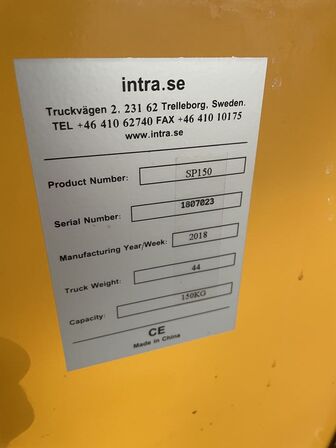 intra.se
Truckvägen 2. 231 62 Trelleborg, Sweden.
TEL +46 410 62740 FAX +46 410 10175
www.intra.se
Product Number: SP150
Serial Number: 1807023
Manufacturing Year/Week: 2018
Truck Weight: 44
Capacity: 150KG
CE
Made in China